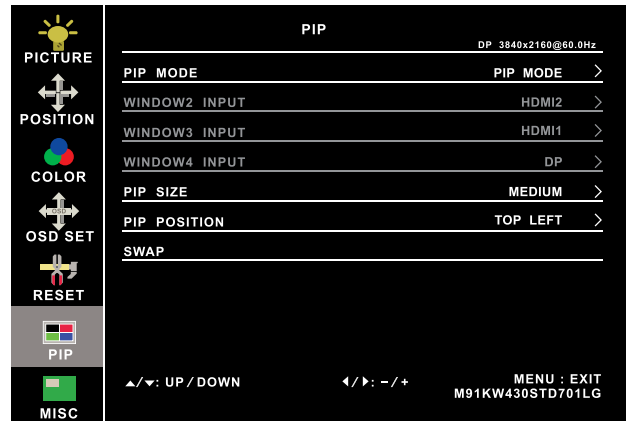 PICTURE
POSITION
COLOR
OSD
OSD SET
RESET
PIP
MISC
PIP
DP 3840x2160@60.0Hz
PIP MODE PIP MODE >
WINDOW2 INPUT HDMI2 >
WINDOW3 INPUT HDMI1 >
WINDOW4 INPUT DP >
PIP SIZE MEDIUM >
PIP POSITION TOP LEFT >
SWAP
▲/▼: UP / DOWN ◀/▶: – / + MENU : EXIT
M91KW430STD701LG